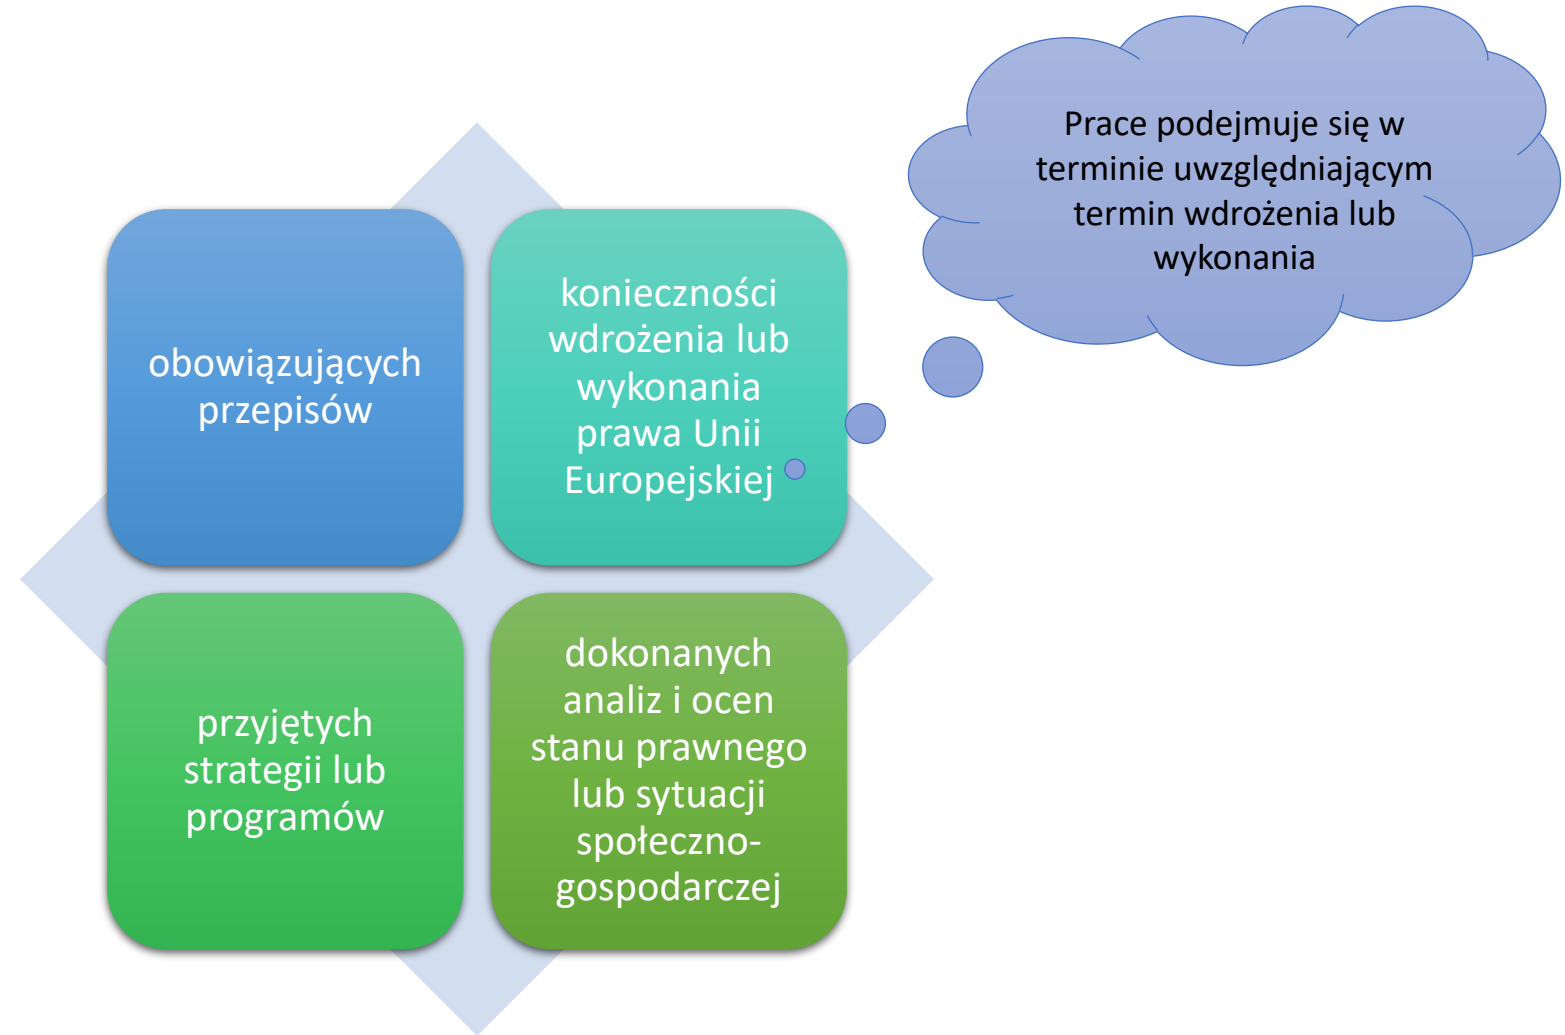 Prace podejmuje się w
terminie uwzględniającym
termin wdrożenia lub
wykonania
obowiązujących
przepisów
konieczności
wdrożenia lub
wykonania
prawa Unii
Europejskiej
przyjętych
strategii lub
programów
dokonanych
analiz i ocen
stanu prawnego
lub sytuacji
społeczno-
gospodarczej